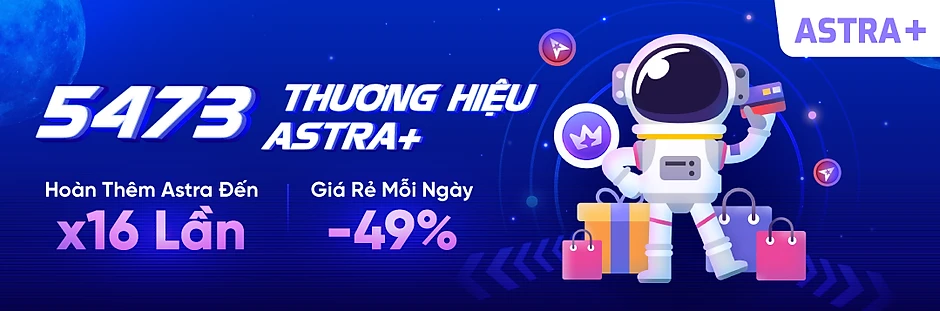 ASTRA+
5473 THƯƠNG HIỆU
ASTRA+
Hoàn Thêm Astra Đến
x16 Lần
Giá Rẻ Mỗi Ngày
-49%